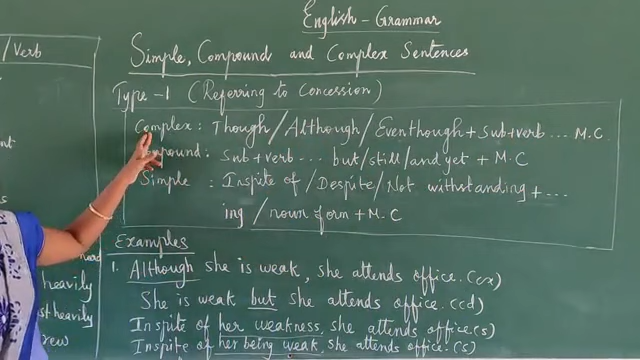 English - Grammar
/ Verb
Simple, Compound and Complex Sentences
Type - 1 (Referring to Concession)
Complex : Though/Although/Eventhough + sub+verb ... M.C
Compound : sub+verb ... but/still/and yet + M.C
Simple : Inspite of/Despite/Not withstanding + ...
ing/noun form + M.C
Examples
1. Although she is weak, she attends office. (cx)
heavily
She is weak but she attends office. (cd)
heavily
Inspite of her weakness, she attends office. (s)
Inspite of her being weak, she attends office. (s)